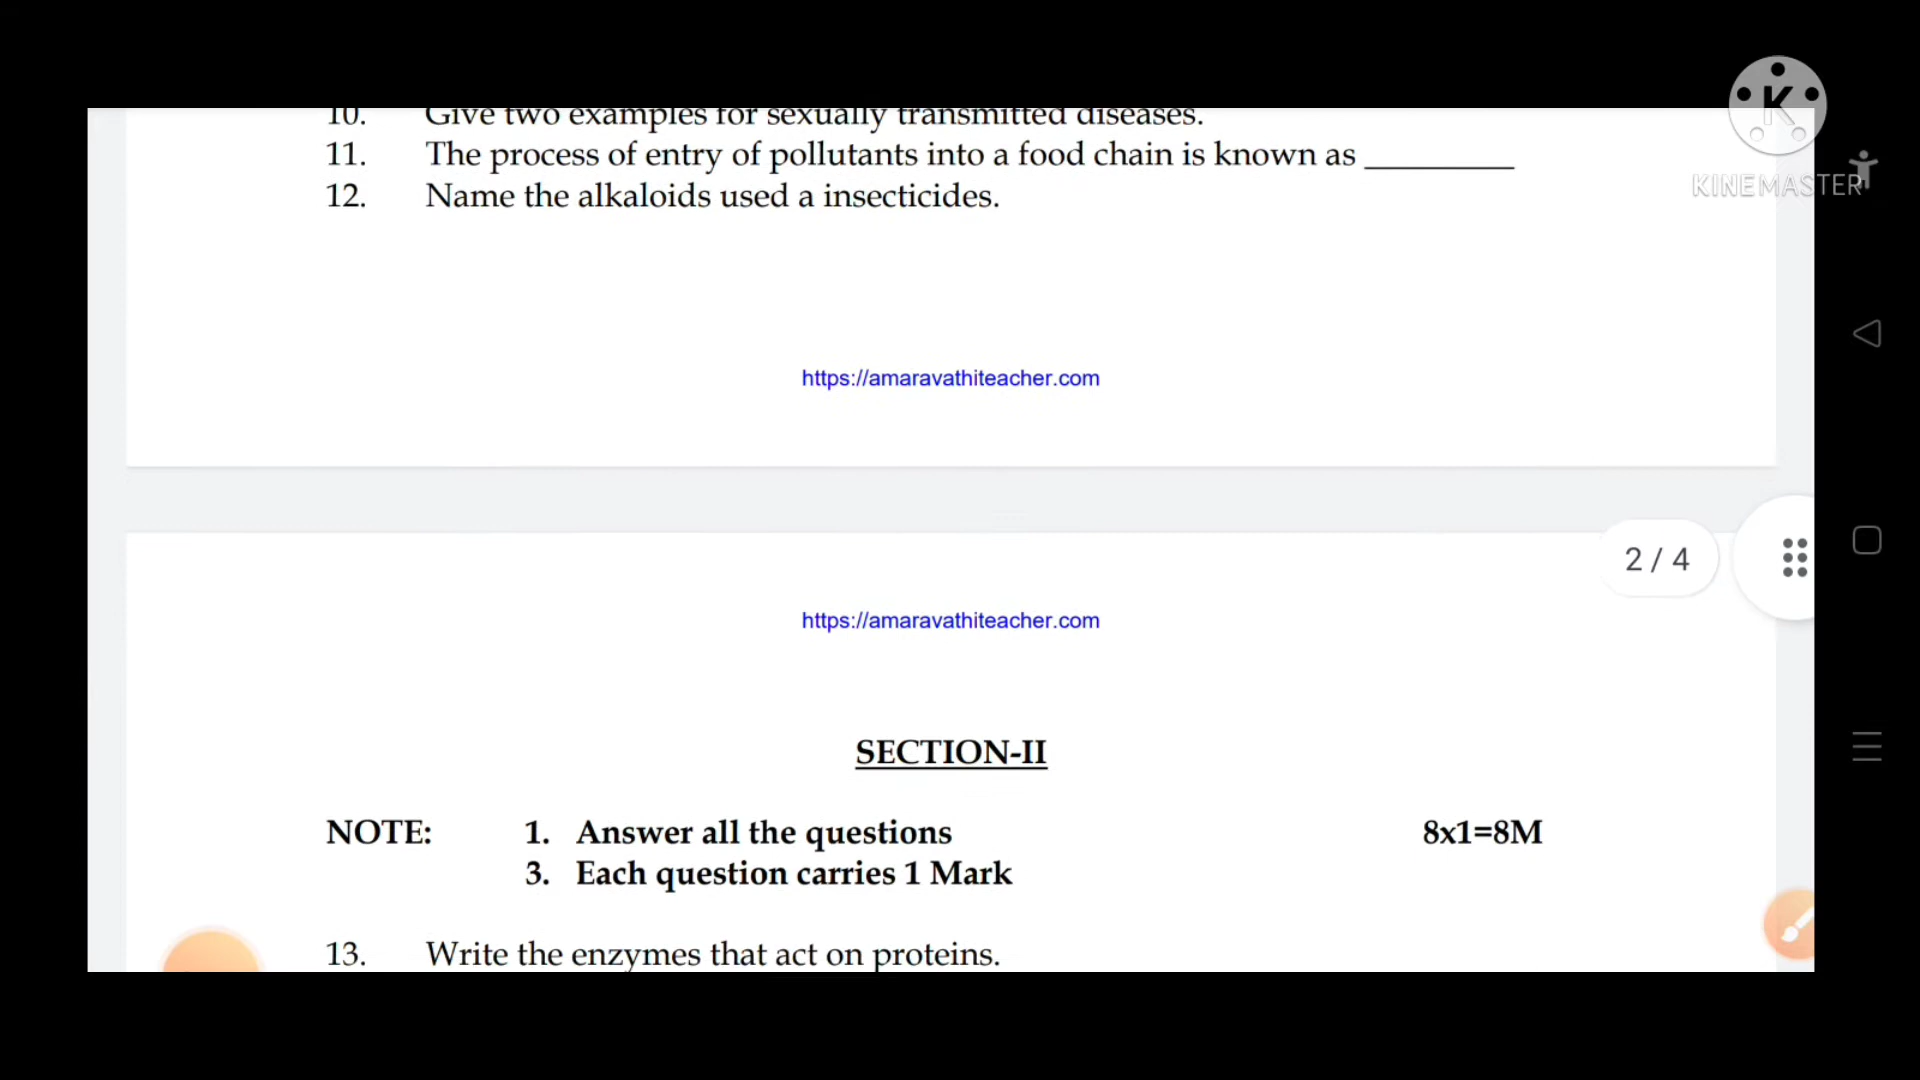 10. Give two examples for sexually transmitted diseases.
11. The process of entry of pollutants into a food chain is known as __________
12. Name the alkaloids used a insecticides.
K
KINEMASTER
https://amaravathiteacher.com
2 / 4
https://amaravathiteacher.com
SECTION-II
NOTE: 1. Answer all the questions 8x1=8M
3. Each question carries 1 Mark
13. Write the enzymes that act on proteins.